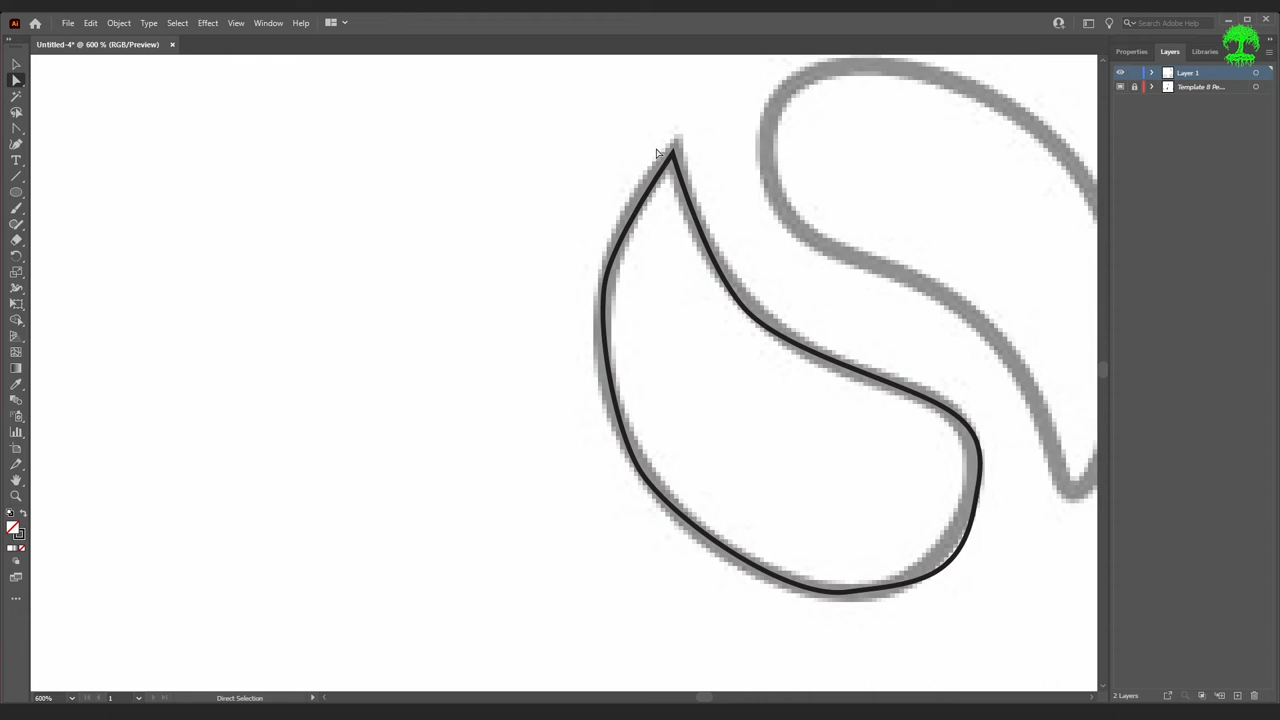 Ai File Edit Object Type Select Effect View Window Help Search Adobe Help
Untitled-4* @ 600 % (RGB/Preview)
Properties Layers Libraries
Layer 1
Template 8 Pe...
600% 1 Direct Selection
2 Layers